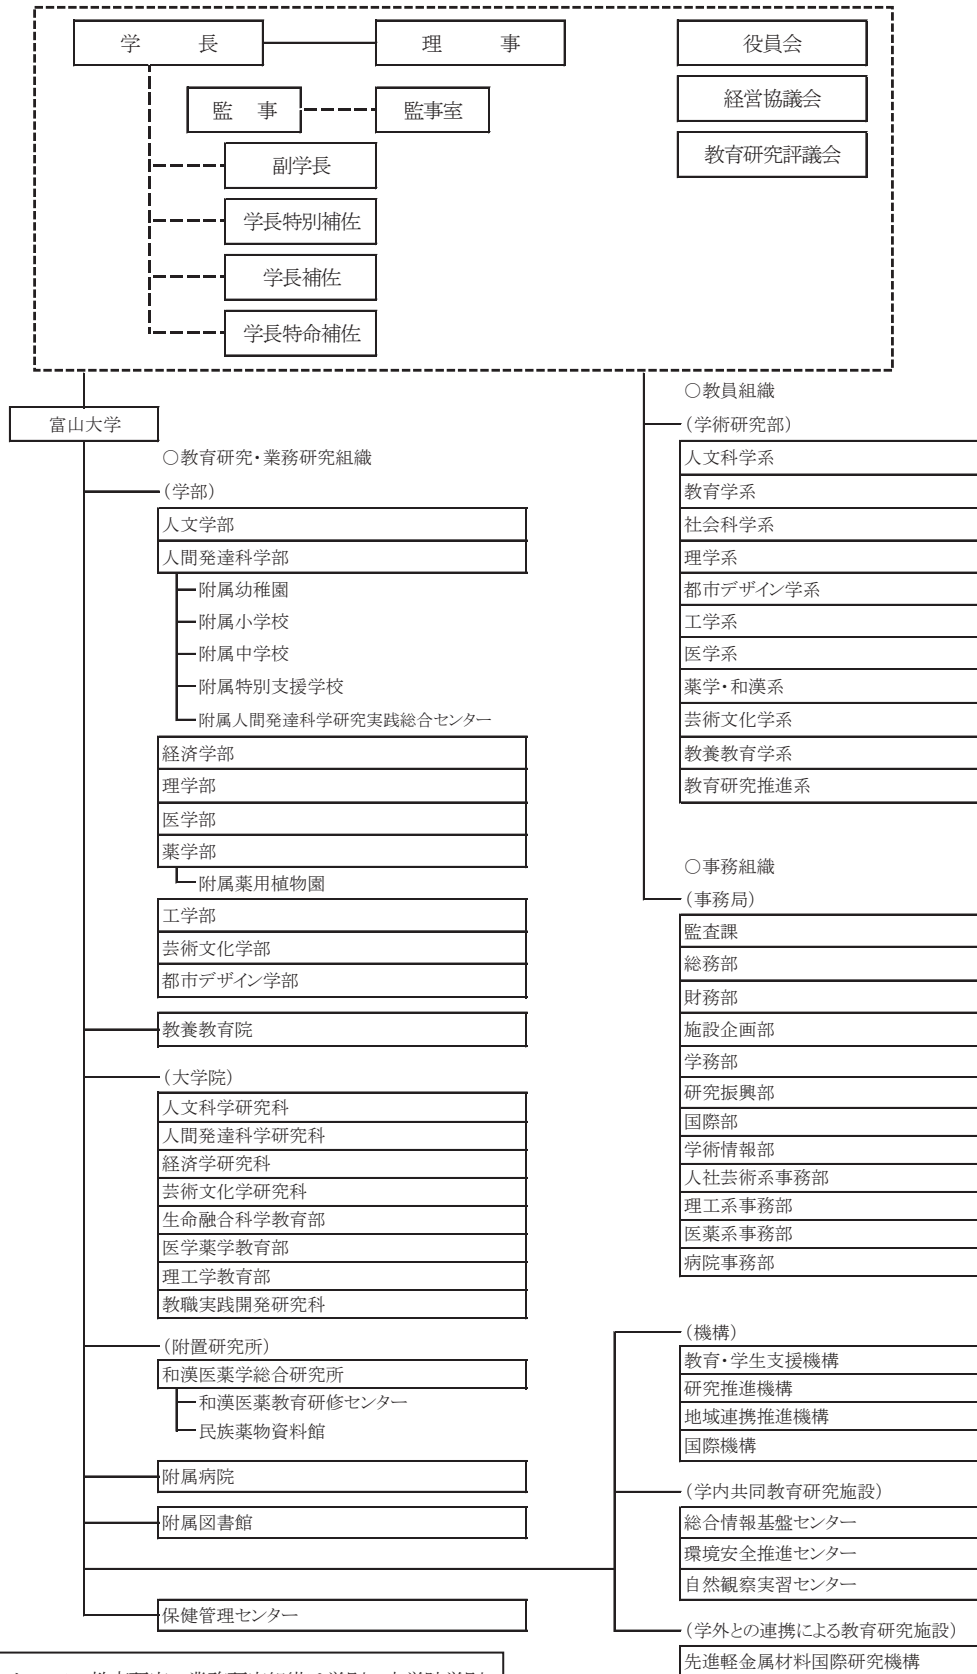 学　長
理　事
役員会
経営協議会
教育研究評議会
監　事
監事室
副学長
学長特別補佐
学長補佐
学長特命補佐
富山大学
○教育研究・業務研究組織
（学部）
人文学部
人間発達科学部
附属幼稚園
附属小学校
附属中学校
附属特別支援学校
附属人間発達科学研究実践総合センター
経済学部
理学部
医学部
薬学部
附属薬用植物園
工学部
芸術文化学部
都市デザイン学部
教養教育院
（大学院）
人文科学研究科
人間発達科学研究科
経済学研究科
芸術文化学研究科
生命融合科学教育部
医学薬学教育部
理工学教育部
教職実践開発研究科
（附置研究所）
和漢医薬学総合研究所
和漢医薬教育研修センター
民族薬物資料館
附属病院
附属図書館
保健管理センター
○教員組織
（学術研究部）
人文科学系
教育学系
社会科学系
理学系
都市デザイン学系
工学系
医学系
薬学・和漢系
芸術文化学系
教養教育学系
教育研究推進系
○事務組織
（事務局）
監査課
総務部
財務部
施設企画部
学務部
研究振興部
国際部
学術情報部
人社芸術系事務部
理工系事務部
医薬系事務部
病院事務部
（機構）
教育・学生支援機構
研究推進機構
地域連携推進機構
国際機構
（学内共同教育研究施設）
総合情報基盤センター
環境安全推進センター
自然観察実習センター
（学外との連携による教育研究施設）
先進軽金属材料国際研究機構